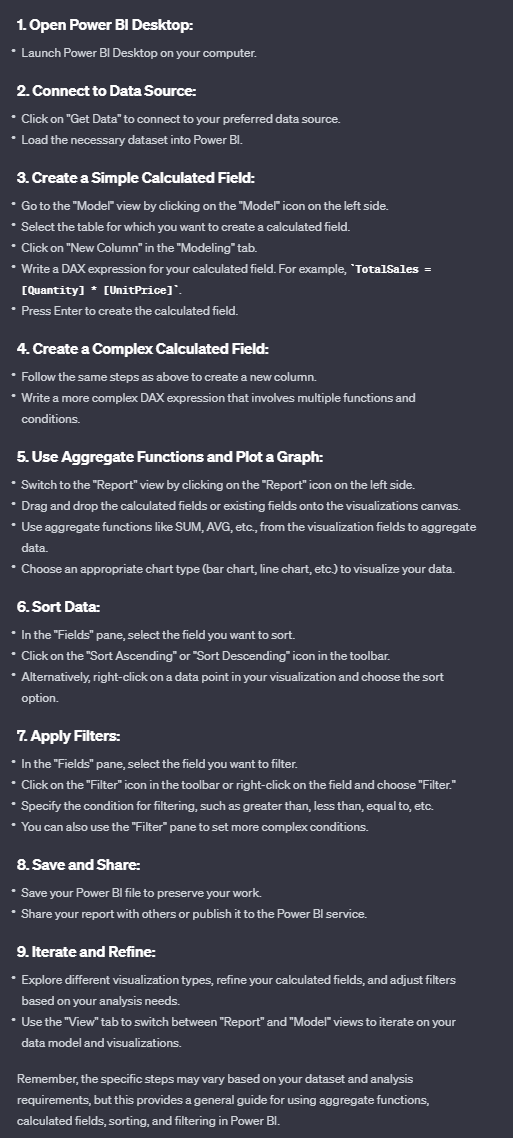 1. Open Power BI Desktop:
• Launch Power BI Desktop on your computer.
2. Connect to Data Source:
• Click on "Get Data" to connect to your preferred data source.
• Load the necessary dataset into Power BI.
3. Create a Simple Calculated Field:
• Go to the "Model" view by clicking on the "Model" icon on the left side.
• Select the table for which you want to create a calculated field.
• Click on "New Column" in the "Modeling" tab.
• Write a DAX expression for your calculated field. For example, `TotalSales =
[Quantity] * [UnitPrice]`.
• Press Enter to create the calculated field.
4. Create a Complex Calculated Field:
• Follow the same steps as above to create a new column.
• Write a more complex DAX expression that involves multiple functions and
conditions.
5. Use Aggregate Functions and Plot a Graph:
• Switch to the "Report" view by clicking on the "Report" icon on the left side.
• Drag and drop the calculated fields or existing fields onto the visualizations canvas.
• Use aggregate functions like SUM, AVG, etc., from the visualization fields to aggregate
data.
• Choose an appropriate chart type (bar chart, line chart, etc.) to visualize your data.
6. Sort Data:
• In the "Fields" pane, select the field you want to sort.
• Click on the "Sort Ascending" or "Sort Descending" icon in the toolbar.
• Alternatively, right-click on a data point in your visualization and choose the sort
option.
7. Apply Filters:
• In the "Fields" pane, select the field you want to filter.
• Click on the "Filter" icon in the toolbar or right-click on the field and choose "Filter."
• Specify the condition for filtering, such as greater than, less than, equal to, etc.
• You can also use the "Filter" pane to set more complex conditions.
8. Save and Share:
• Save your Power BI file to preserve your work.
• Share your report with others or publish it to the Power BI service.
9. Iterate and Refine:
• Explore different visualization types, refine your calculated fields, and adjust filters
based on your analysis needs.
• Use the "View" tab to switch between "Report" and "Model" views to iterate on your
data model and visualizations.
Remember, the specific steps may vary based on your dataset and analysis
requirements, but this provides a general guide for using aggregate functions,
calculated fields, sorting, and filtering in Power BI.